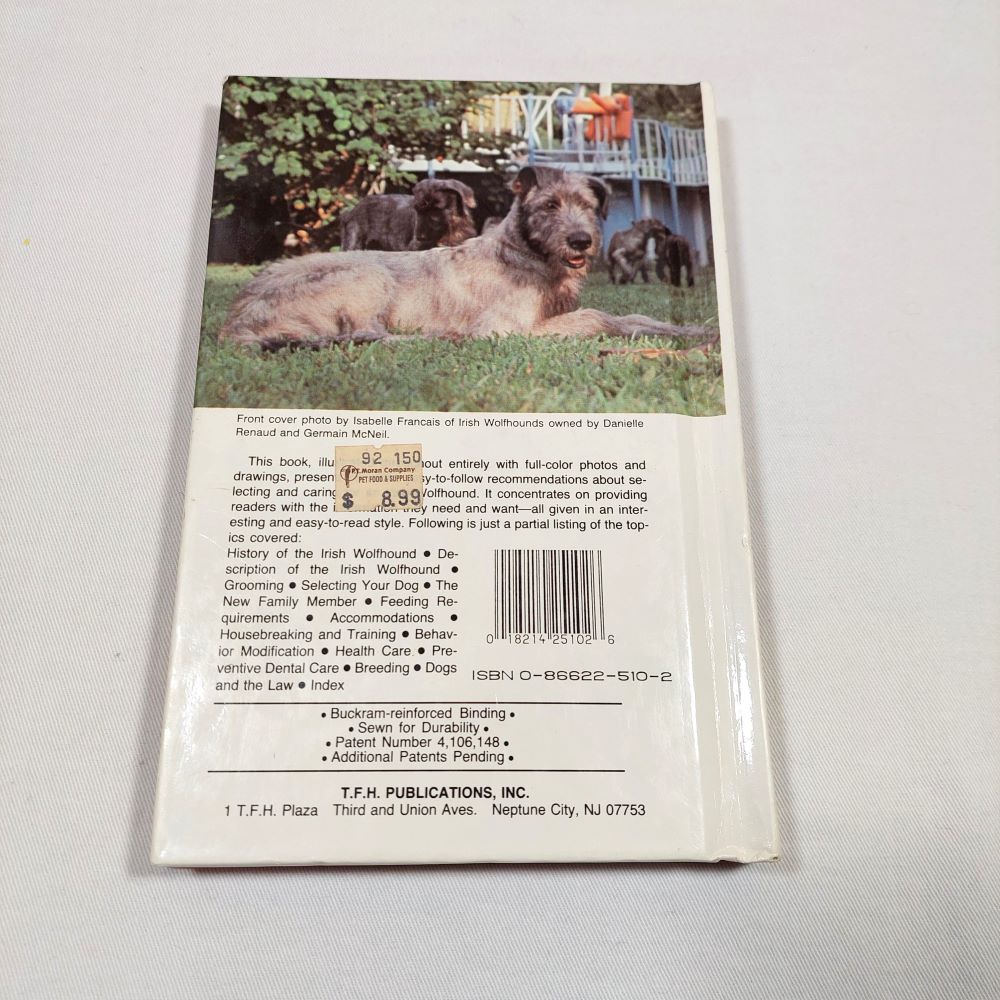 Front cover photo by Isabelle Francais of Irish Wolfhounds owned by Danielle
Renaud and Germain McNeil.
This book, illu hout entirely with full-color photos and
drawings, presen sy-to-follow recommendations about se-
lecting and caring Wolfhound. It concentrates on providing
readers with the information they need and want—all given in an inter-
esting and easy-to-read style. Following is just a partial listing of the top-
ics covered:
92 150
P.T. Moran Company
PET FOOD & SUPPLIES
$ 8.99
History of the Irish Wolfhound • De-
scription of the Irish Wolfhound •
Grooming • Selecting Your Dog • The
New Family Member • Feeding Re-
quirements • Accommodations •
Housebreaking and Training • Behav-
ior Modification • Health Care • Pre-
ventive Dental Care • Breeding • Dogs
and the Law • Index
0 18214 25102 6
ISBN 0-86622-510-2
• Buckram-reinforced Binding •
• Sewn for Durability •
• Patent Number 4,106,148 •
• Additional Patents Pending •
T.F.H. PUBLICATIONS, INC.
1 T.F.H. Plaza Third and Union Aves. Neptune City, NJ 07753